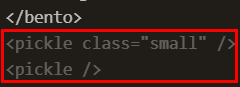 </bento>
<pickle class="small" />
<pickle />